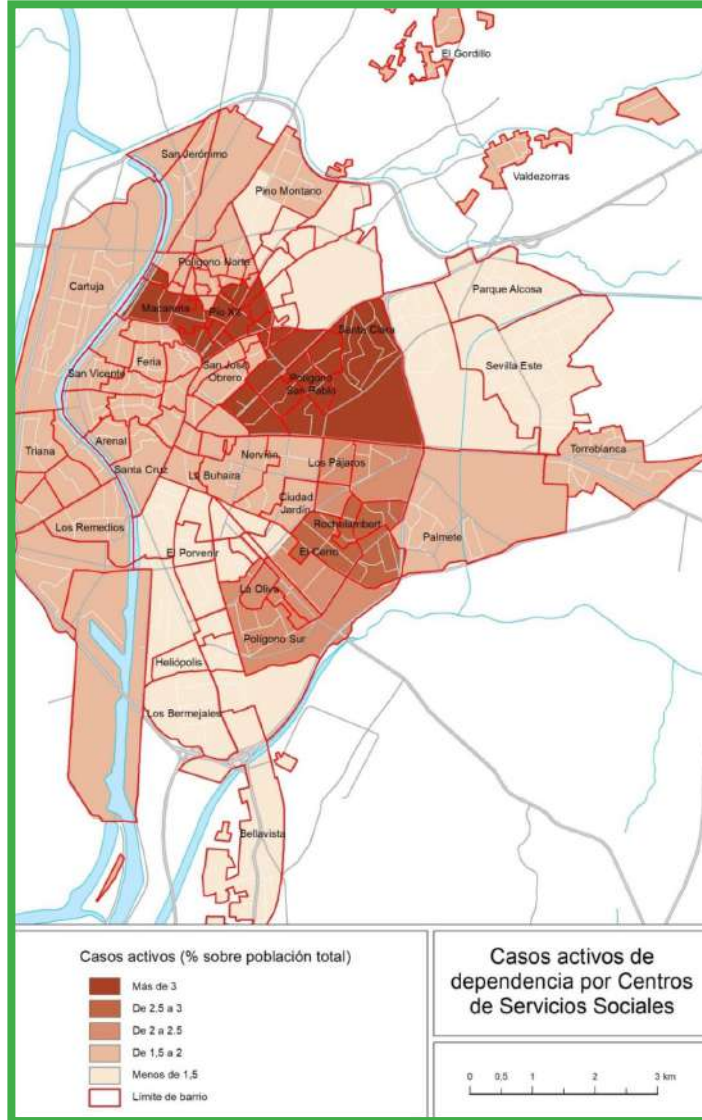 El Gordillo
San Jerónimo
Valdezorras
Pino Montano
Polígono Norte
Cartuja
Parque Alcosa
Macarena
Pío XII
Santa Clara
Feria
San José
Obrero
Sevilla Este
San Vicente
Polígono
San Pablo
Triana
Arenal
Nervión
Torreblanca
Santa Cruz
La Buhaira
Los Pájaros
Ciudad
Jardín
Los Remedios
Rochelambert
Palmete
El Porvenir
El Cerro
La Oliva
Polígono Sur
Heliópolis
Los Bermejales
Bellavista
Casos activos (% sobre población total)
Más de 3
De 2,5 a 3
De 2 a 2.5
De 1,5 a 2
Menos de 1,5
Límite de barrio
Casos activos de
dependencia por Centros
de Servicios Sociales
0 0,5 1 2 3 km